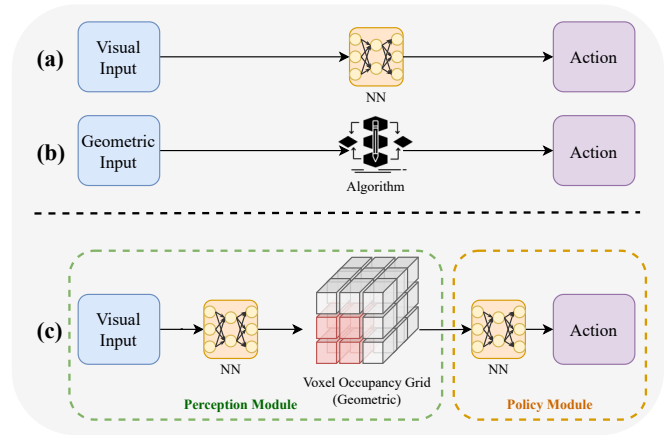 (a)
Visual
Input
NN
Action
(b)
Geometric
Input
Algorithm
Action
(c)
Visual
Input
NN
Voxel Occupancy Grid
(Geometric)
NN
Action
Perception Module
Policy Module